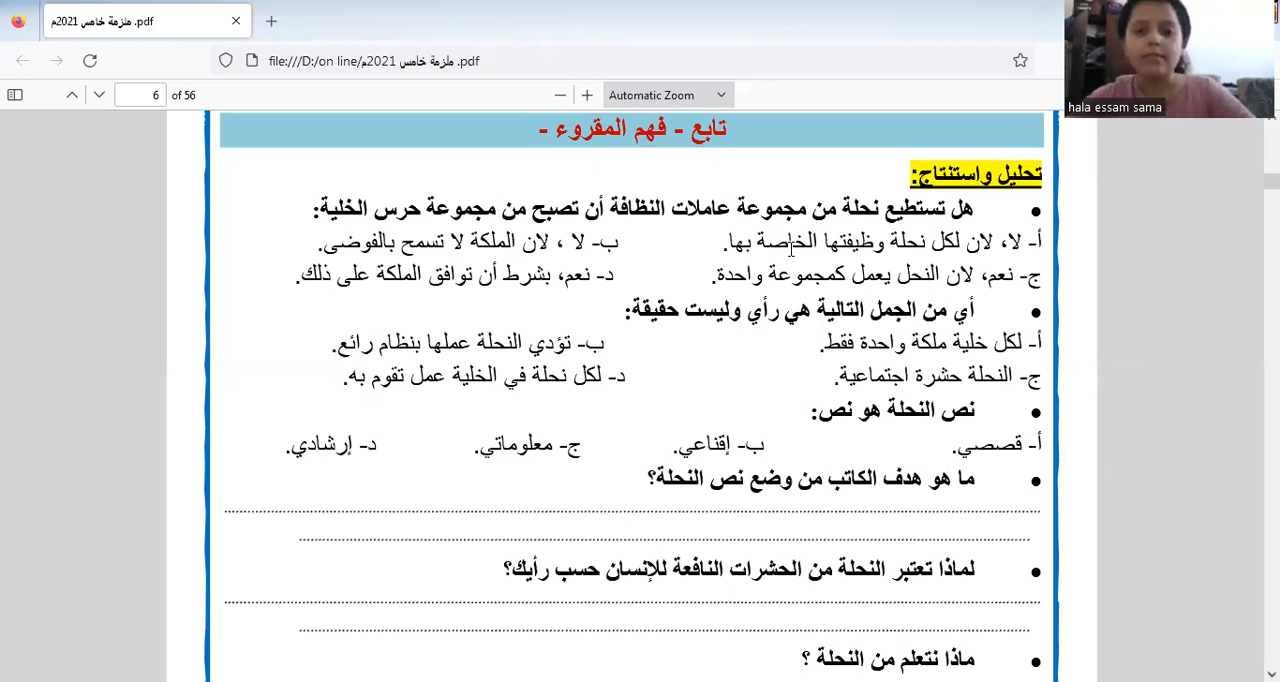 ملزمة خامس 2021م .pdf
file:///D:/on line/ملزمة خامس 2021م .pdf
6 of 56
Automatic Zoom
hala essam sama
تابع - فهم المقروء -
تحليل واستنتاج:
هل تستطيع نحلة من مجموعة عاملات النظافة أن تصبح من مجموعة حرس الخلية:
أ- لا، لان لكل نحلة وظيفتها الخاصة بها. ب- لا ، لان الملكة لا تسمح بالفوضى.
ج- نعم، لان النحل يعمل كمجموعة واحدة. د- نعم، بشرط أن توافق الملكة على ذلك.
أي من الجمل التالية هي رأي وليست حقيقة:
أ- لكل خلية ملكة واحدة فقط. ب- تؤدي النحلة عملها بنظام رائع.
ج- النحلة حشرة اجتماعية. د- لكل نحلة في الخلية عمل تقوم به.
نص النحلة هو نص:
أ- قصصي. ب- إقناعي. ج- معلوماتي. د- إرشادي.
ما هو هدف الكاتب من وضع نص النحلة؟
لماذا تعتبر النحلة من الحشرات النافعة للإنسان حسب رأيك؟
ماذا نتعلم من النحلة ؟